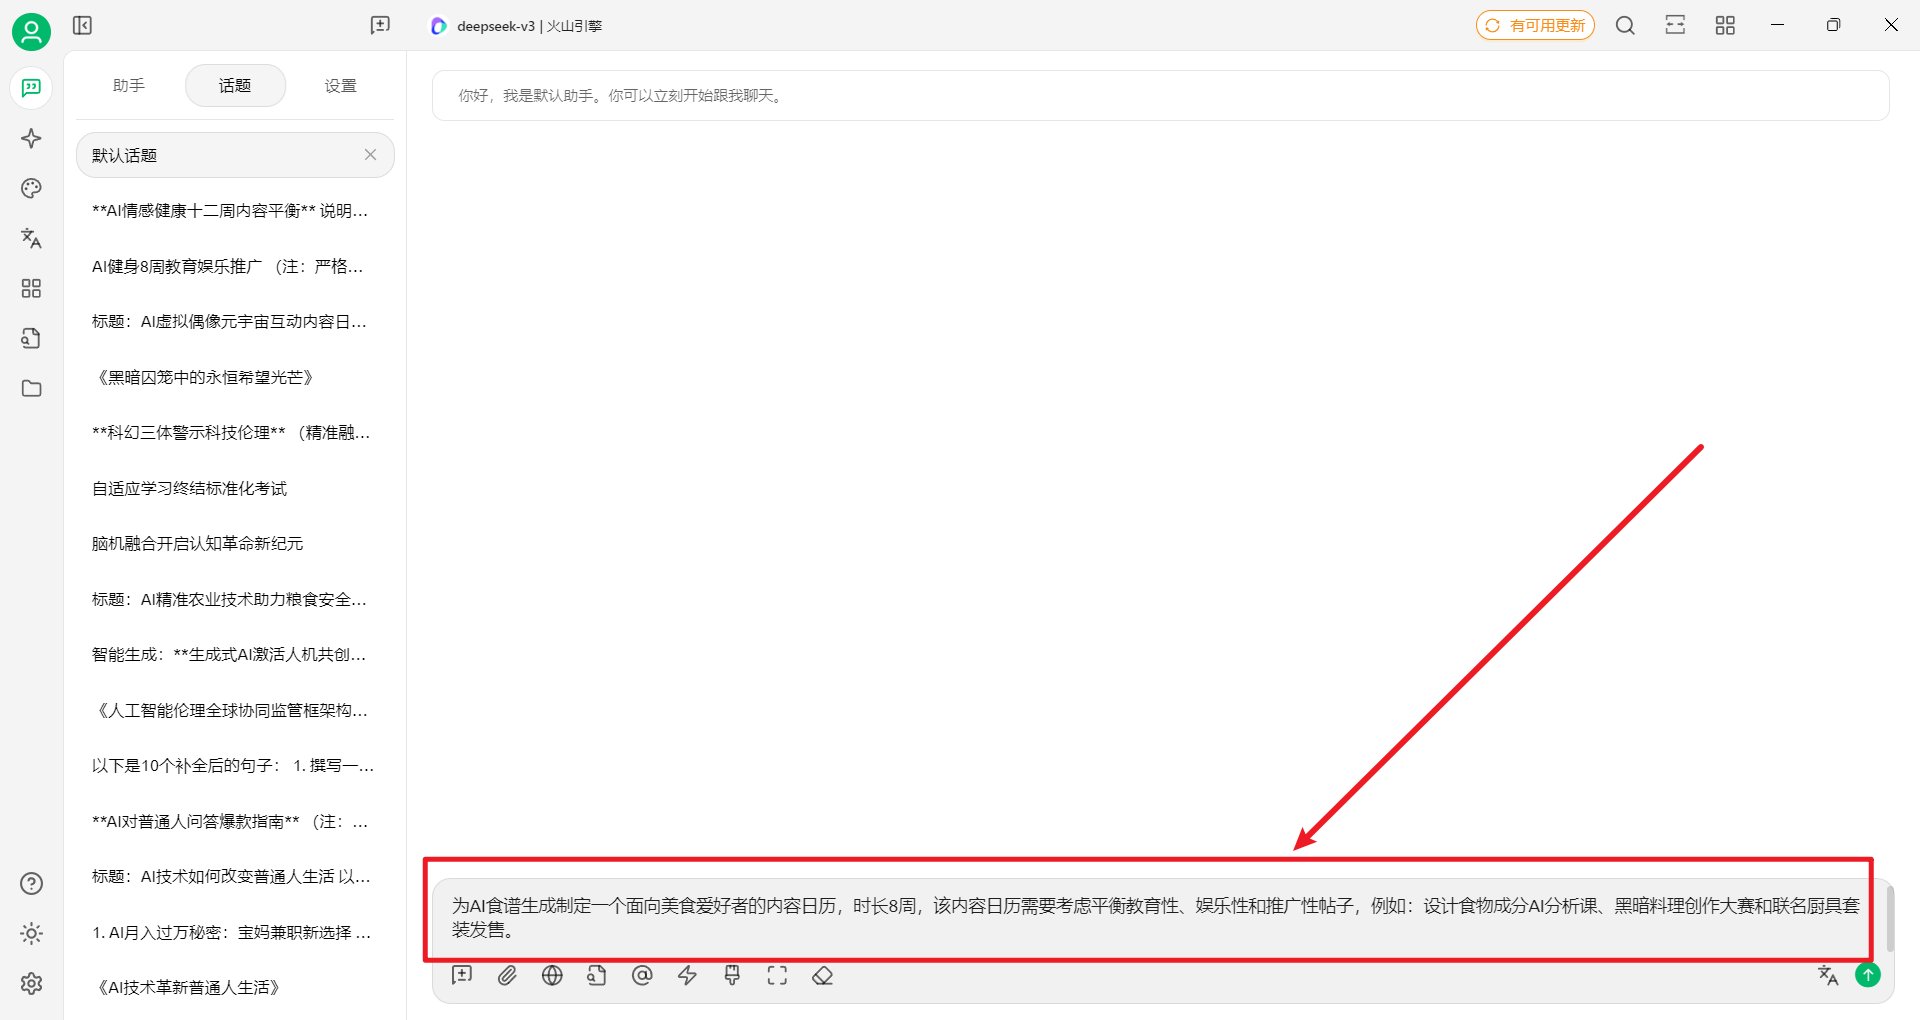 deepseek-v3 | 火山引擎
有可用更新
助手
话题
设置
默认话题
**AI情感健康十二周内容平衡** 说明...
AI健身8周教育娱乐推广 （注：严格...
标题：AI虚拟偶像元宇宙互动内容日...
《黑暗囚笼中的永恒希望光芒》
**科幻三体警示科技伦理** （精准融...
自适应学习终结标准化考试
脑机融合开启认知革命新纪元
标题：AI精准农业技术助力粮食安全...
智能生成：**生成式AI激活人机共创...
《人工智能伦理全球协同监管框架构...
以下是10个补全后的句子： 1. 撰写一...
**AI对普通人问答爆款指南** （注：...
标题：AI技术如何改变普通人生活 以...
1. AI月入过万秘密：宝妈兼职新选择 ...
《AI技术革新普通人生活》
你好，我是默认助手。你可以立刻开始跟我聊天。
为AI食谱生成制定一个面向美食爱好者的内容日历，时长8周，该内容日历需要考虑平衡教育性、娱乐性和推广性帖子，例如：设计食物成分AI分析课、黑暗料理创作大赛和联名厨具套
装发售。